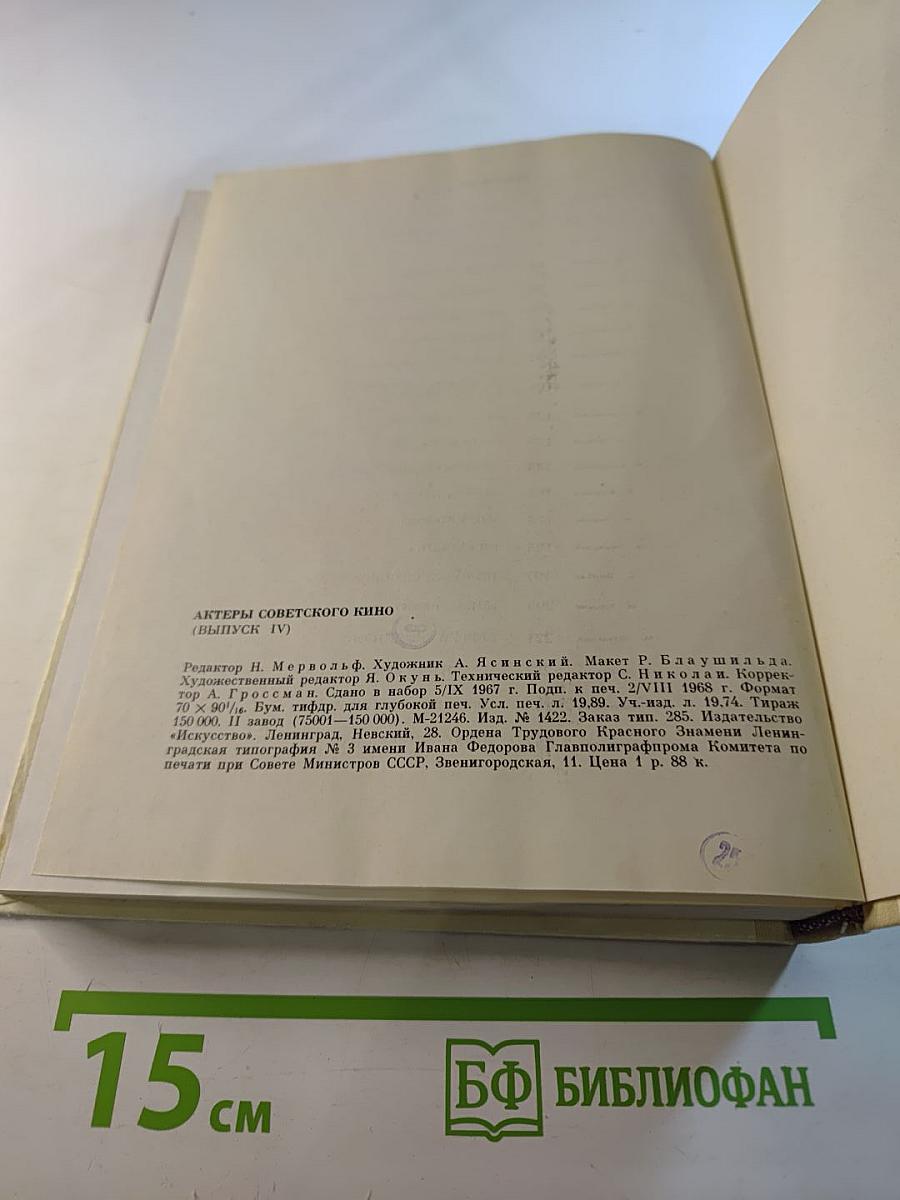 АКТЕРЫ СОВЕТСКОГО КИНО
(ВЫПУСК IV)
Редактор Н. Мервольф. Художник А. Ясинский. Макет Р. Блаушильда.
Художественный редактор Я. Окунь. Технический редактор С. Николаи. Коррек-
тор А. Гроссман. Сдано в набор 5/IX 1967 г. Подп. к печ. 2/VIII 1968 г. Формат
70 × 90¹/₁₆. Бум. тифдр. для глубокой печ. Усл. печ. л. 19,89. Уч.-изд. л. 19,74. Тираж
150 000. II завод (75001—150 000). М-21246. Изд. № 1422. Заказ тип. 285. Издательство
«Искусство». Ленинград, Невский, 28. Ордена Трудового Красного Знамени Ленин-
градская типография № 3 имени Ивана Федорова Главполиграфпрома Комитета по
печати при Совете Министров СССР, Звенигородская, 11. Цена 1 р. 88 к.
15 см
БФ БИБЛИОФАН